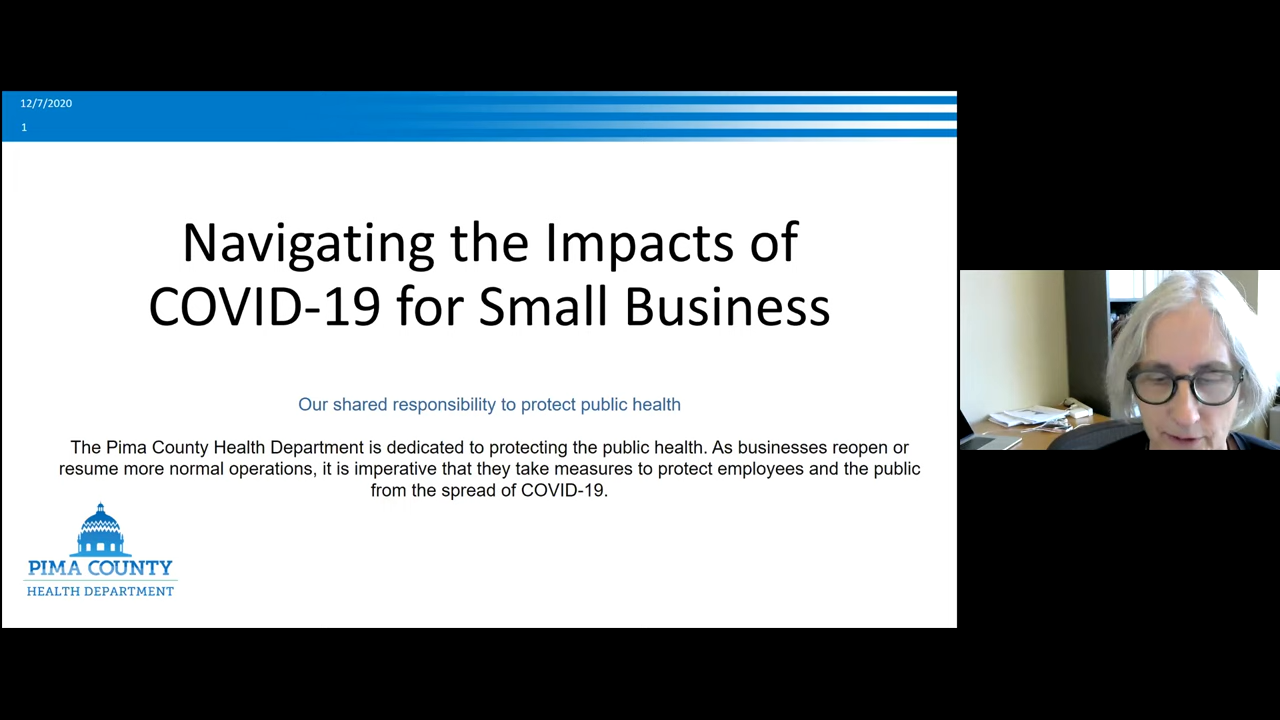 12/7/2020
1
Navigating the Impacts of
COVID-19 for Small Business
Our shared responsibility to protect public health
The Pima County Health Department is dedicated to protecting the public health. As businesses reopen or
resume more normal operations, it is imperative that they take measures to protect employees and the public
from the spread of COVID-19.
PIMA COUNTY
HEALTH DEPARTMENT